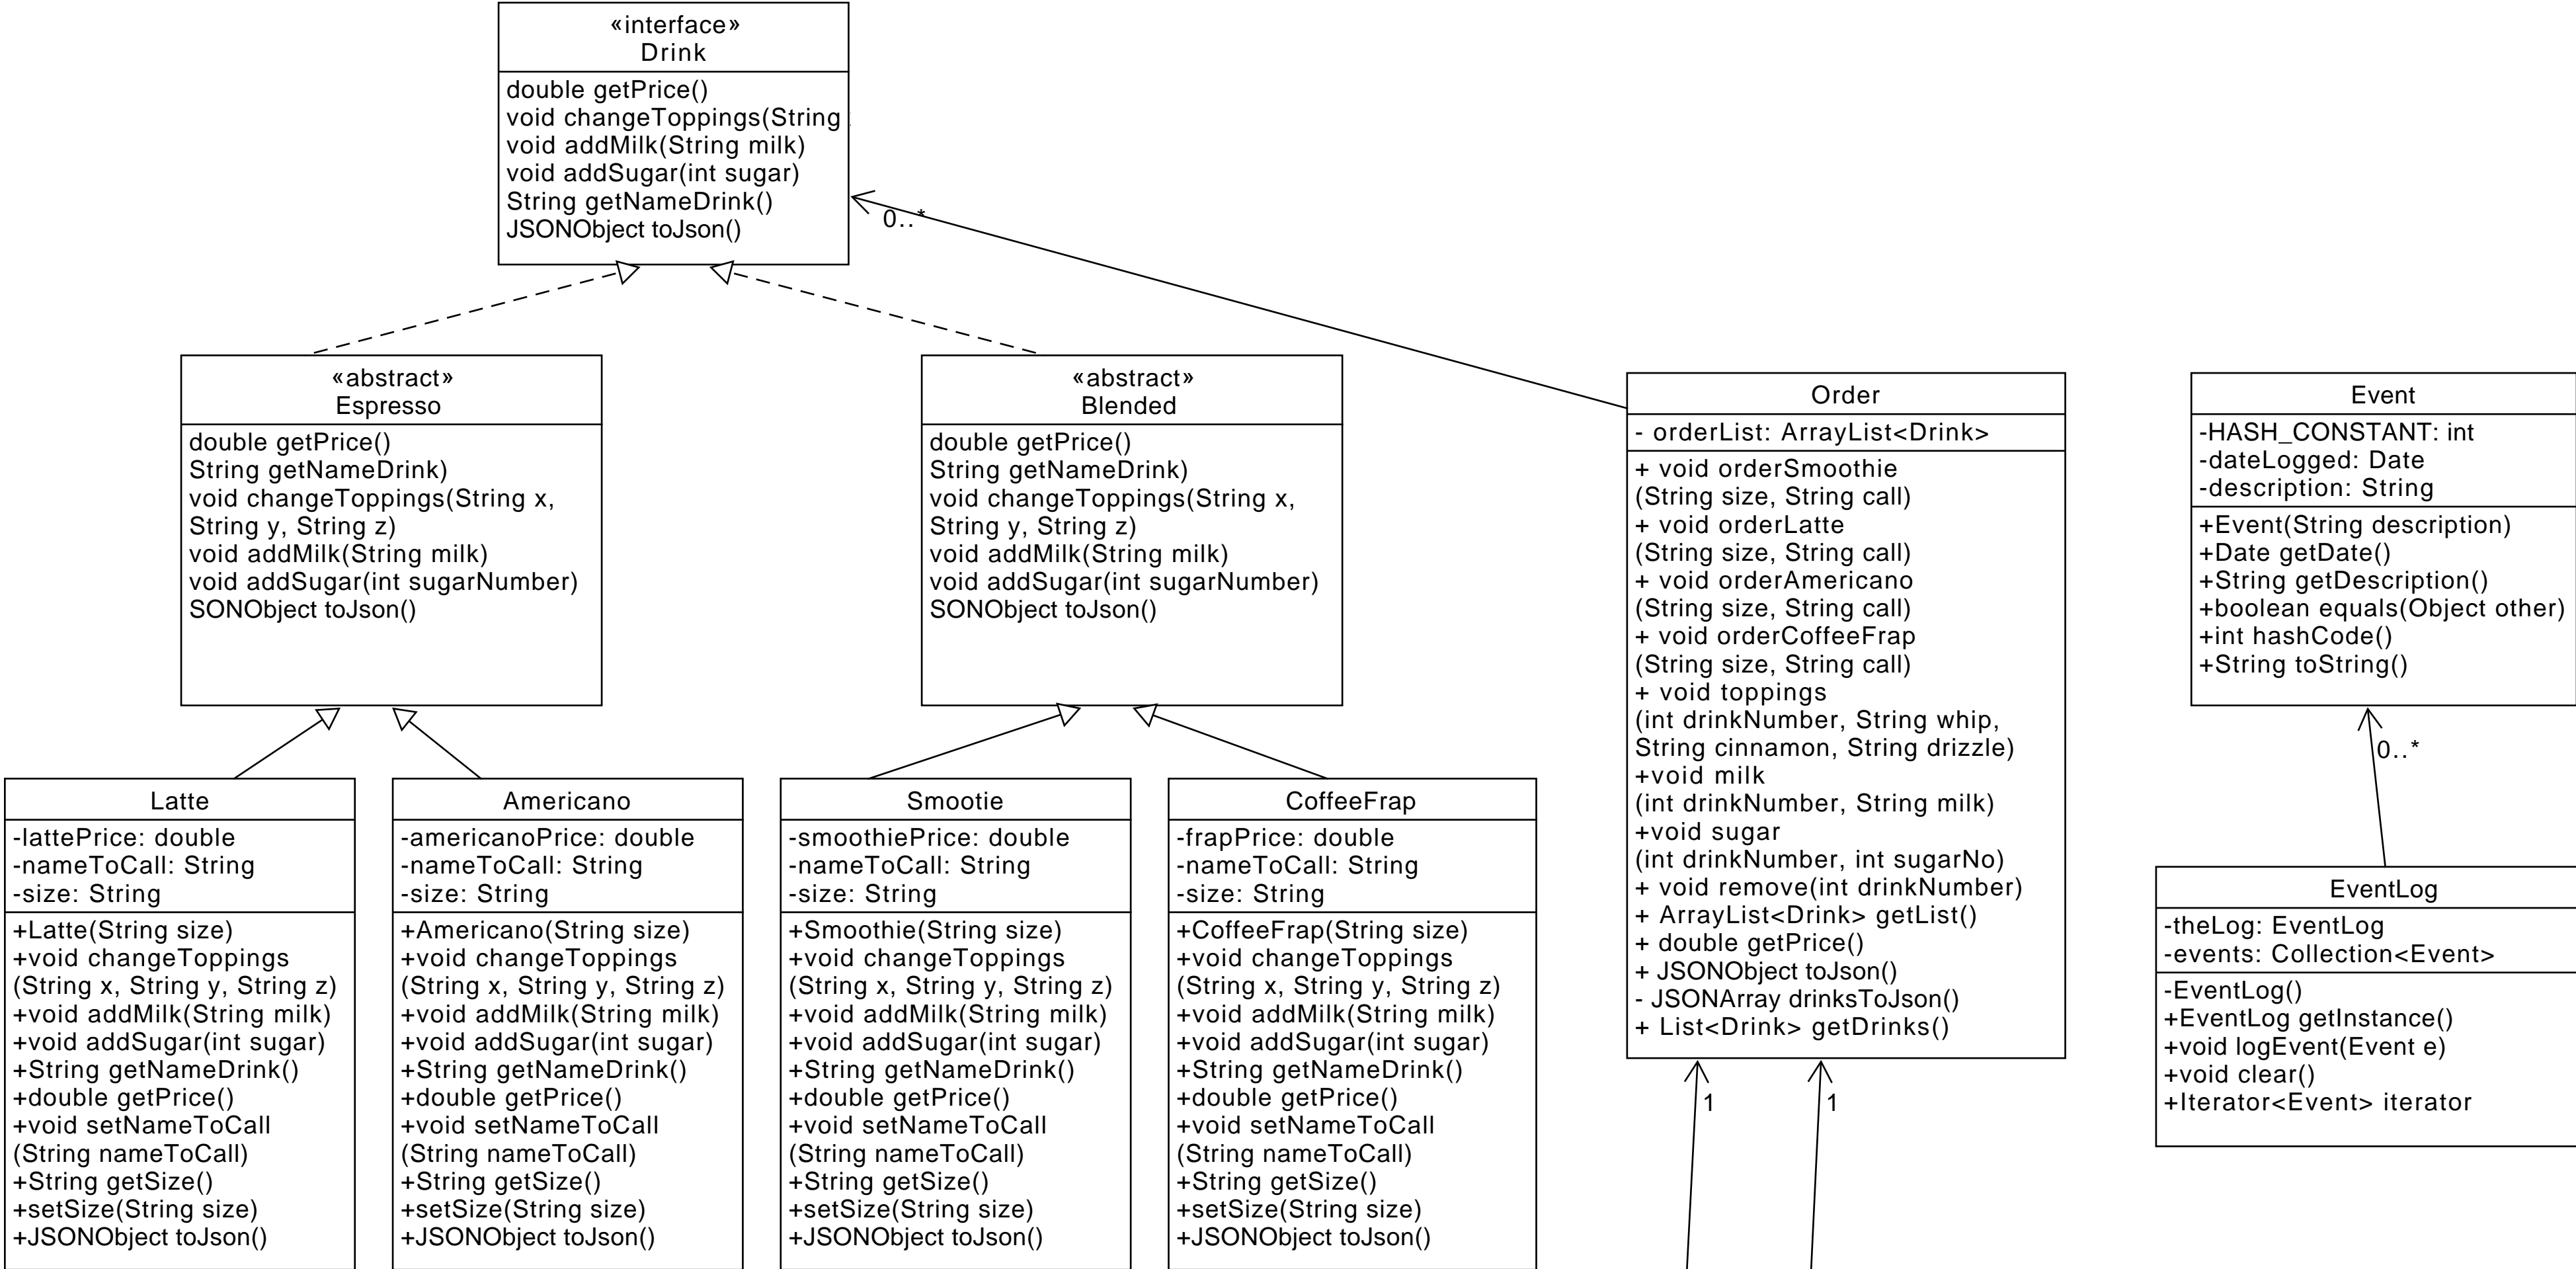 «interface»
Drink
double getPrice()
void changeToppings(String
void addMilk(String milk)
void addSugar(int sugar)
String getNameDrink()
JSONObject toJson()
0..*
«abstract»
Espresso
double getPrice()
String getNameDrink)
void changeToppings(String x,
String y, String z)
void addMilk(String milk)
void addSugar(int sugarNumber)
SONObject toJson()
«abstract»
Blended
double getPrice()
String getNameDrink)
void changeToppings(String x,
String y, String z)
void addMilk(String milk)
void addSugar(int sugarNumber)
SONObject toJson()
Order
- orderList: ArrayList<Drink>
+ void orderSmoothie
(String size, String call)
+ void orderLatte
(String size, String call)
+ void orderAmericano
(String size, String call)
+ void orderCoffeeFrap
(String size, String call)
+ void toppings
(int drinkNumber, String whip,
String cinnamon, String drizzle)
+void milk
(int drinkNumber, String milk)
+void sugar
(int drinkNumber, int sugarNo)
+ void remove(int drinkNumber)
+ ArrayList<Drink> getList()
+ double getPrice()
+ JSONObject toJson()
- JSONArray drinksToJson()
+ List<Drink> getDrinks()
1
1
Event
-HASH_CONSTANT: int
-dateLogged: Date
-description: String
+Event(String description)
+Date getDate()
+String getDescription()
+boolean equals(Object other)
+int hashCode()
+String toString()
0..*
EventLog
-theLog: EventLog
-events: Collection<Event>
-EventLog()
+EventLog getInstance()
+void logEvent(Event e)
+void clear()
+Iterator<Event> iterator
Latte
-lattePrice: double
-nameToCall: String
-size: String
+Latte(String size)
+void changeToppings
(String x, String y, String z)
+void addMilk(String milk)
+void addSugar(int sugar)
+String getNameDrink()
+double getPrice()
+void setNameToCall
(String nameToCall)
+String getSize()
+setSize(String size)
+JSONObject toJson()
Americano
-americanoPrice: double
-nameToCall: String
-size: String
+Americano(String size)
+void changeToppings
(String x, String y, String z)
+void addMilk(String milk)
+void addSugar(int sugar)
+String getNameDrink()
+double getPrice()
+void setNameToCall
(String nameToCall)
+String getSize()
+setSize(String size)
+JSONObject toJson()
Smootie
-smoothiePrice: double
-nameToCall: String
-size: String
+Smoothie(String size)
+void changeToppings
(String x, String y, String z)
+void addMilk(String milk)
+void addSugar(int sugar)
+String getNameDrink()
+double getPrice()
+void setNameToCall
(String nameToCall)
+String getSize()
+setSize(String size)
+JSONObject toJson()
CoffeeFrap
-frapPrice: double
-nameToCall: String
-size: String
+CoffeeFrap(String size)
+void changeToppings
(String x, String y, String z)
+void addMilk(String milk)
+void addSugar(int sugar)
+String getNameDrink()
+double getPrice()
+void setNameToCall
(String nameToCall)
+String getSize()
+setSize(String size)
+JSONObject toJson()